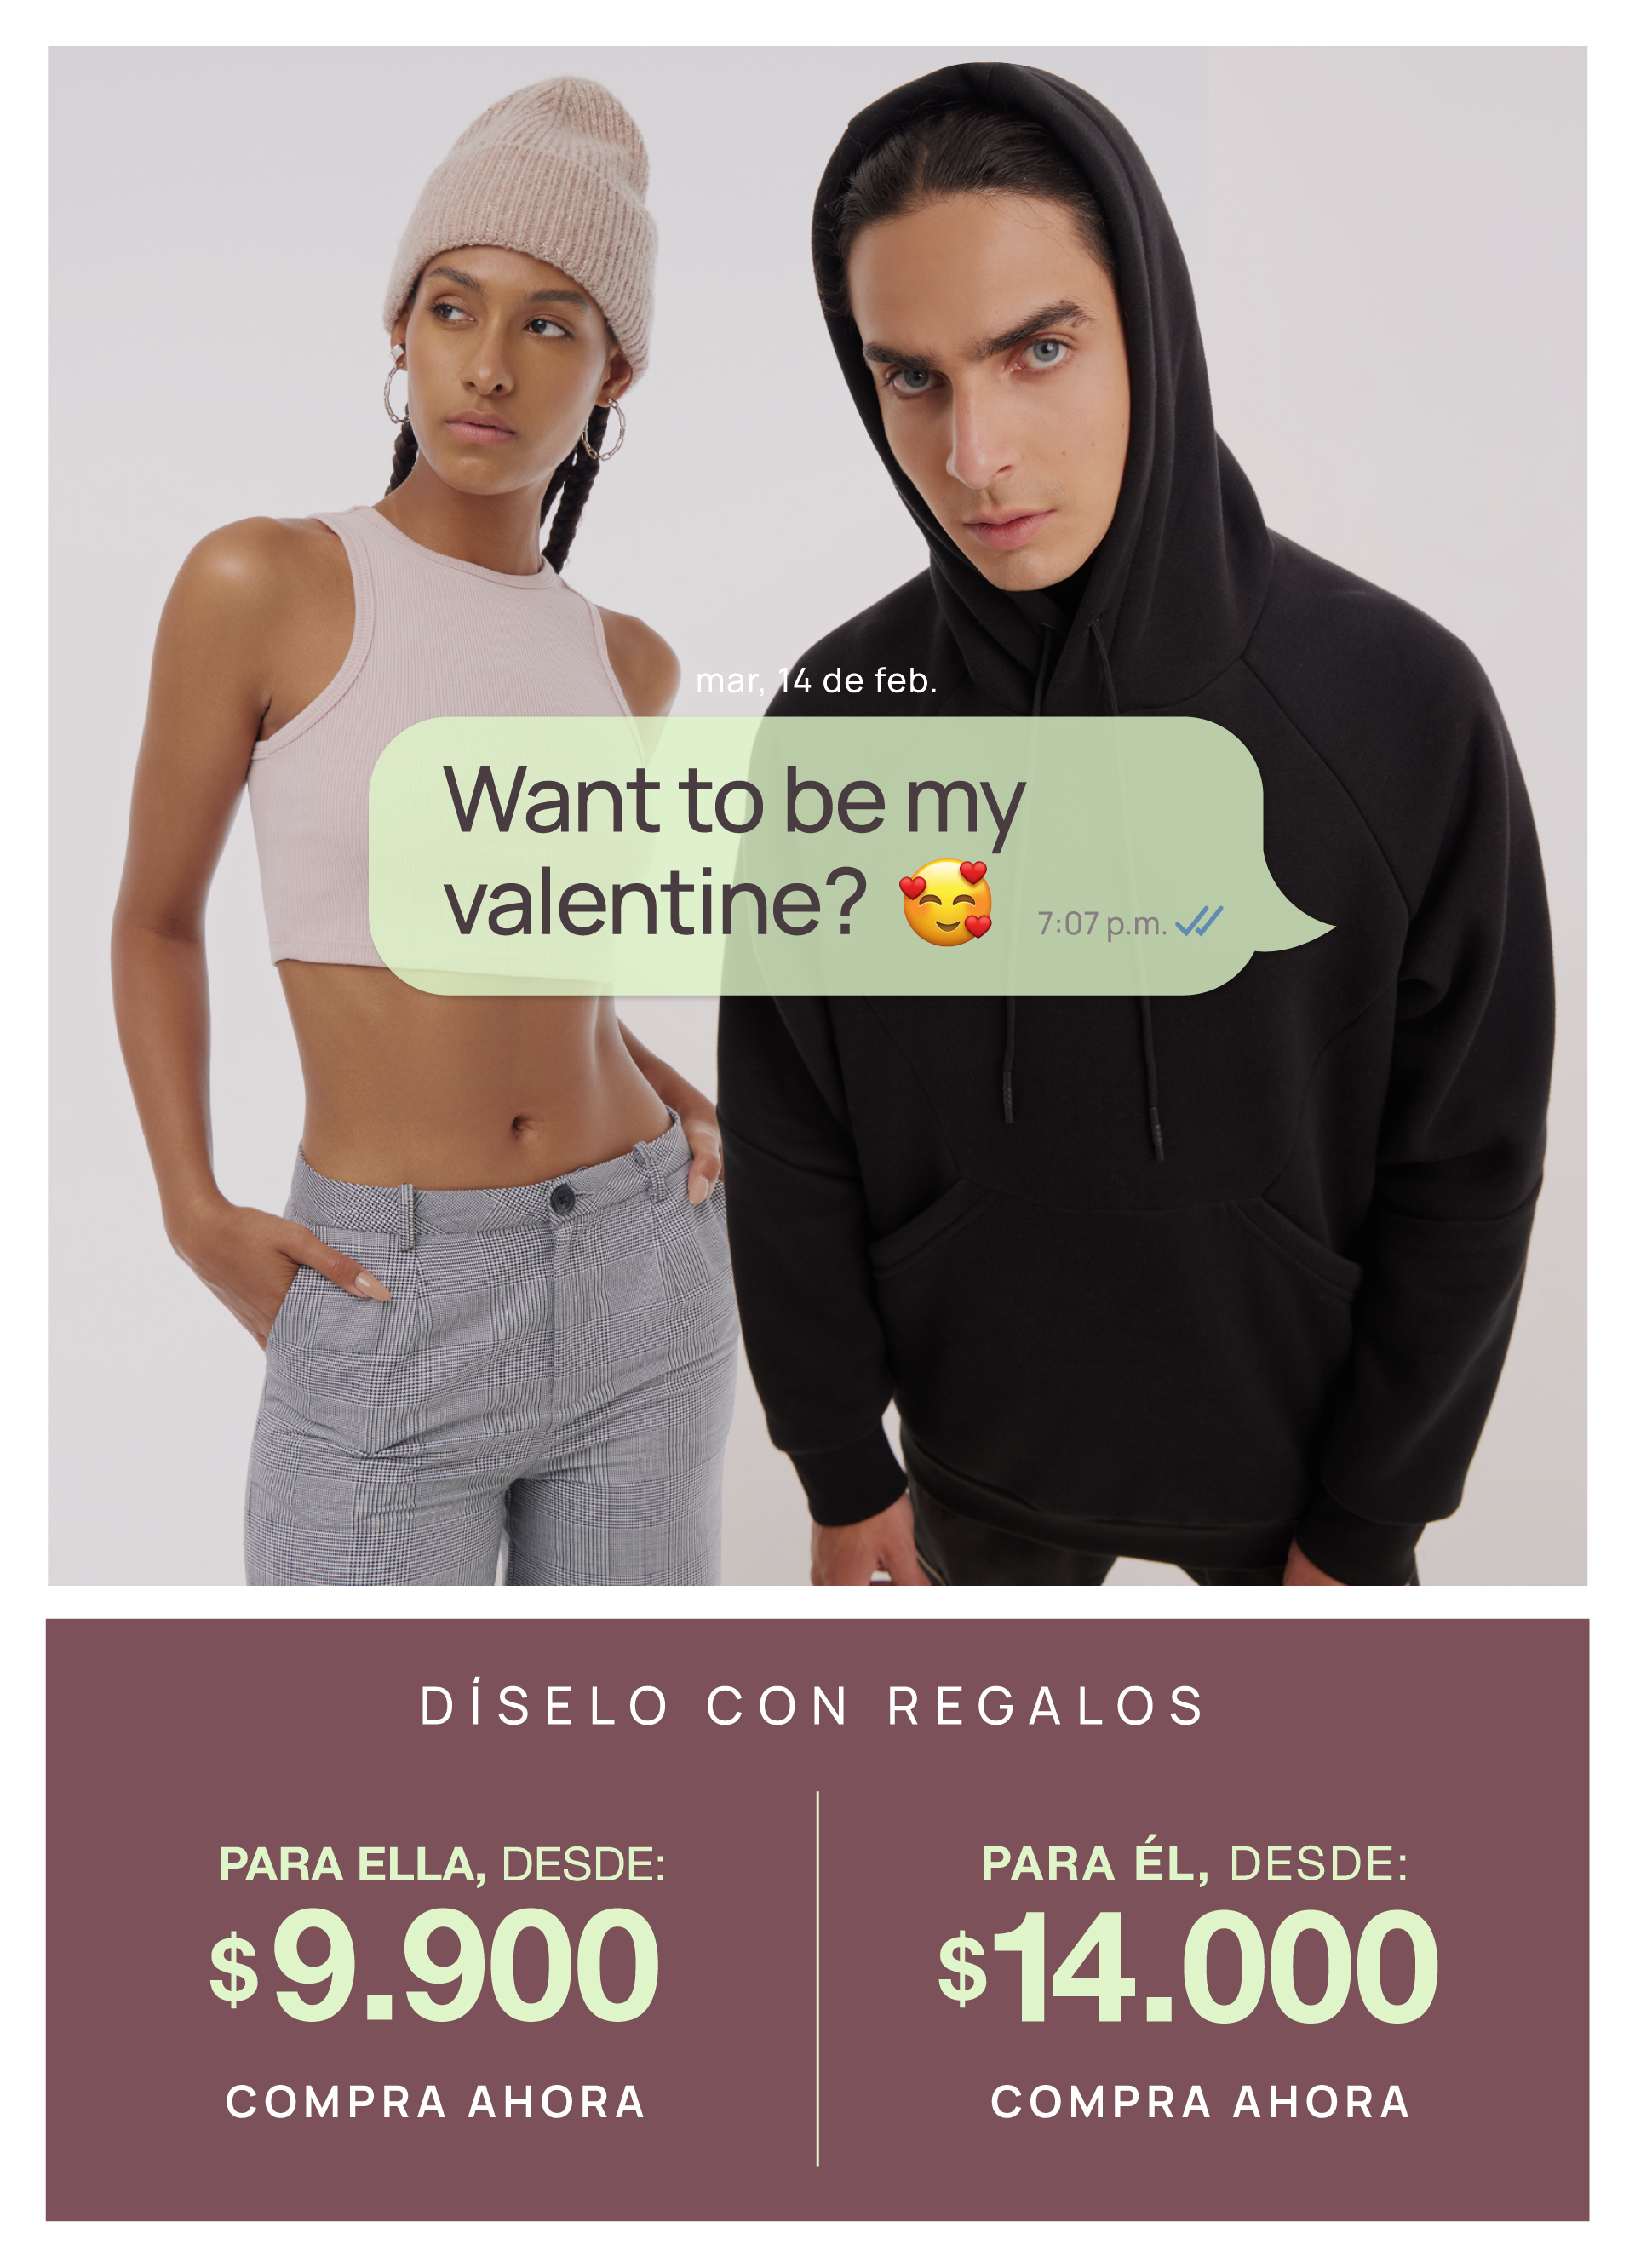 mar, 14 de feb.
Want to be my
valentine? 🥰
7:07 p.m.
DÍSELO CON REGALOS
PARA ELLA, DESDE:
$9.900
COMPRA AHORA
PARA ÉL, DESDE:
$14.000
COMPRA AHORA